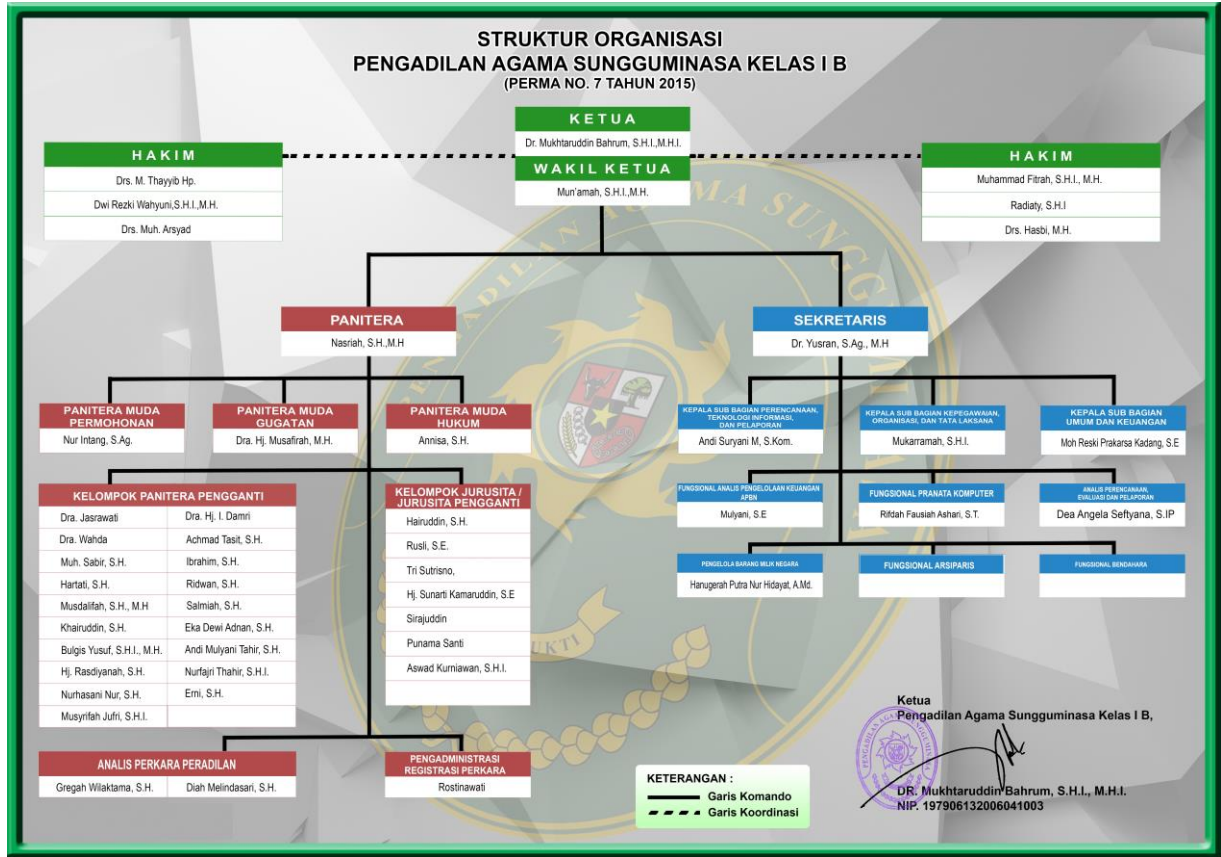 STRUKTUR ORGANISASI
PENGADILAN AGAMA SUNGGUMINASA KELAS I B
(PERMA NO. 7 TAHUN 2015)
KETUA
Dr. Mukhtaruddin Bahrum, S.H.I.,M.H.I.
WAKIL KETUA
Mun'amah, S.H.I.,M.H.
HAKIM
Drs. M. Thayyib Hp.
Dwi Rezki Wahyuni,S.H.I.,M.H.
Drs. Muh. Arsyad
HAKIM
Muhammad Fitrah, S.H.I., M.H.
Radiaty, S.H.I
Drs. Hasbi, M.H.
PANITERA
Nasriah, S.H.,M.H
SEKRETARIS
Dr. Yusran, S.Ag., M.H
PANITERA MUDA
PERMOHONAN
Nur Intang, S.Ag.
PANITERA MUDA
GUGATAN
Dra. Hj. Musafirah, M.H.
PANITERA MUDA
HUKUM
Annisa, S.H.
KEPALA SUB BAGIAN PERENCANAAN,
TEKNOLOGI INFORMASI,
DAN PELAPORAN
Andi Suryani M, S.Kom.
KEPALA SUB BAGIAN KEPEGAWAIAN,
ORGANISASI, DAN TATA LAKSANA
Mukarramah, S.H.I.
KEPALA SUB BAGIAN
UMUM DAN KEUANGAN
Moh Reski Prakarsa Kadang, S.E
KELOMPOK PANITERA PENGGANTI
Dra. Jasrawati
Dra. Hj. I. Damri
Dra. Wahda
Achmad Tasit, S.H.
Muh. Sabir, S.H.
Ibrahim, S.H.
Hartati, S.H.
Ridwan, S.H.
Musdalifah, S.H., M.H
Salmiah, S.H.
Khairuddin, S.H.
Eka Dewi Adnan, S.H.
Bulgis Yusuf, S.H.I., M.H.
Andi Mulyani Tahir, S.H.
Hj. Rasdiyanah, S.H.
Nurfajri Thahir, S.H.I.
Nurhasani Nur, S.H.
Erni, S.H.
Musyrifah Jufri, S.H.I.
KELOMPOK JURUSITA /
JURUSITA PENGGANTI
Hairuddin, S.H.
Rusli, S.E.
Tri Sutrisno,
Hj. Sunarti Kamaruddin, S.E
Sirajuddin
Punama Santi
Aswad Kurniawan, S.H.I.
FUNGSIONAL ANALIS PENGELOLAAN KEUANGAN
APBN
Mulyani, S.E
FUNGSIONAL PRANATA KOMPUTER
Rifdah Fausiah Ashari, S.T.
ANALIS PERENCANAAN,
EVALUASI DAN PELAPORAN
Dea Angela Seftyana, S.IP
PENGELOLA BARANG MILIK NEGARA
Hanugerah Putra Nur Hidayat, A.Md.
FUNGSIONAL ARSIPARIS
FUNGSIONAL BENDAHARA
ANALIS PERKARA PERADILAN
Gregah Wilaktama, S.H.
Diah Melindasari, S.H.
PENGADMINISTRASI
REGISTRASI PERKARA
Rostinawati
KETERANGAN :
Garis Komando
Garis Koordinasi
Ketua
Pengadilan Agama Sungguminasa Kelas I B,
DR. Mukhtaruddin Bahrum, S.H.I., M.H.I.
NIP. 197906132006041003